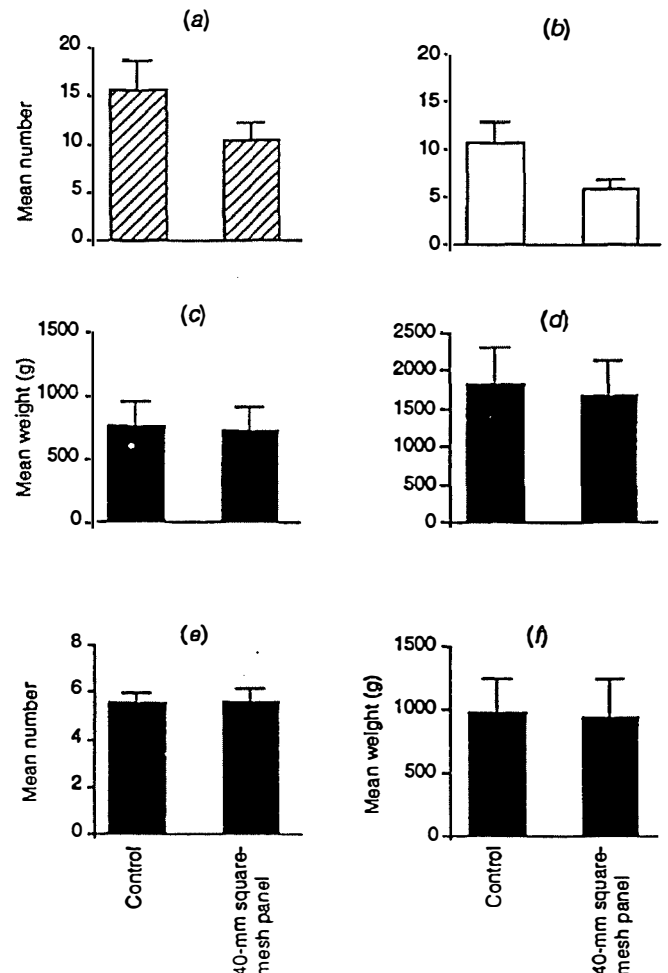 (a)
Mean number
20
15
10
5
0
(b)
20
15
10
5
0
(c)
Mean weight (g)
1500
1000
500
0
(d)
2500
2000
1500
1000
500
0
(e)
Mean number
8
6
4
2
0
Control
40-mm square-
mesh panel
(f)
Mean weight (g)
1500
1000
500
0
Control
40-mm square-
mesh panel